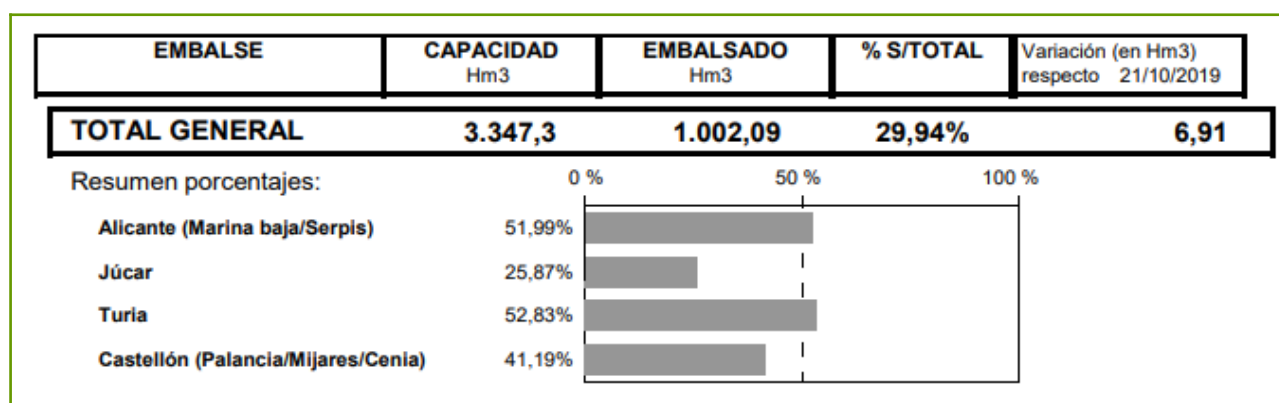 EMBALSE CAPACIDAD EMBALSADO % S/TOTAL Variación (en Hm3)
Hm3 Hm3 respecto 21/10/2019
TOTAL GENERAL 3.347,3 1.002,09 29,94% 6,91
Resumen porcentajes: 0 % 50 % 100 %
Alicante (Marina baja/Serpis) 51,99%
Júcar 25,87%
Turia 52,83%
Castellón (Palancia/Mijares/Cenia) 41,19%